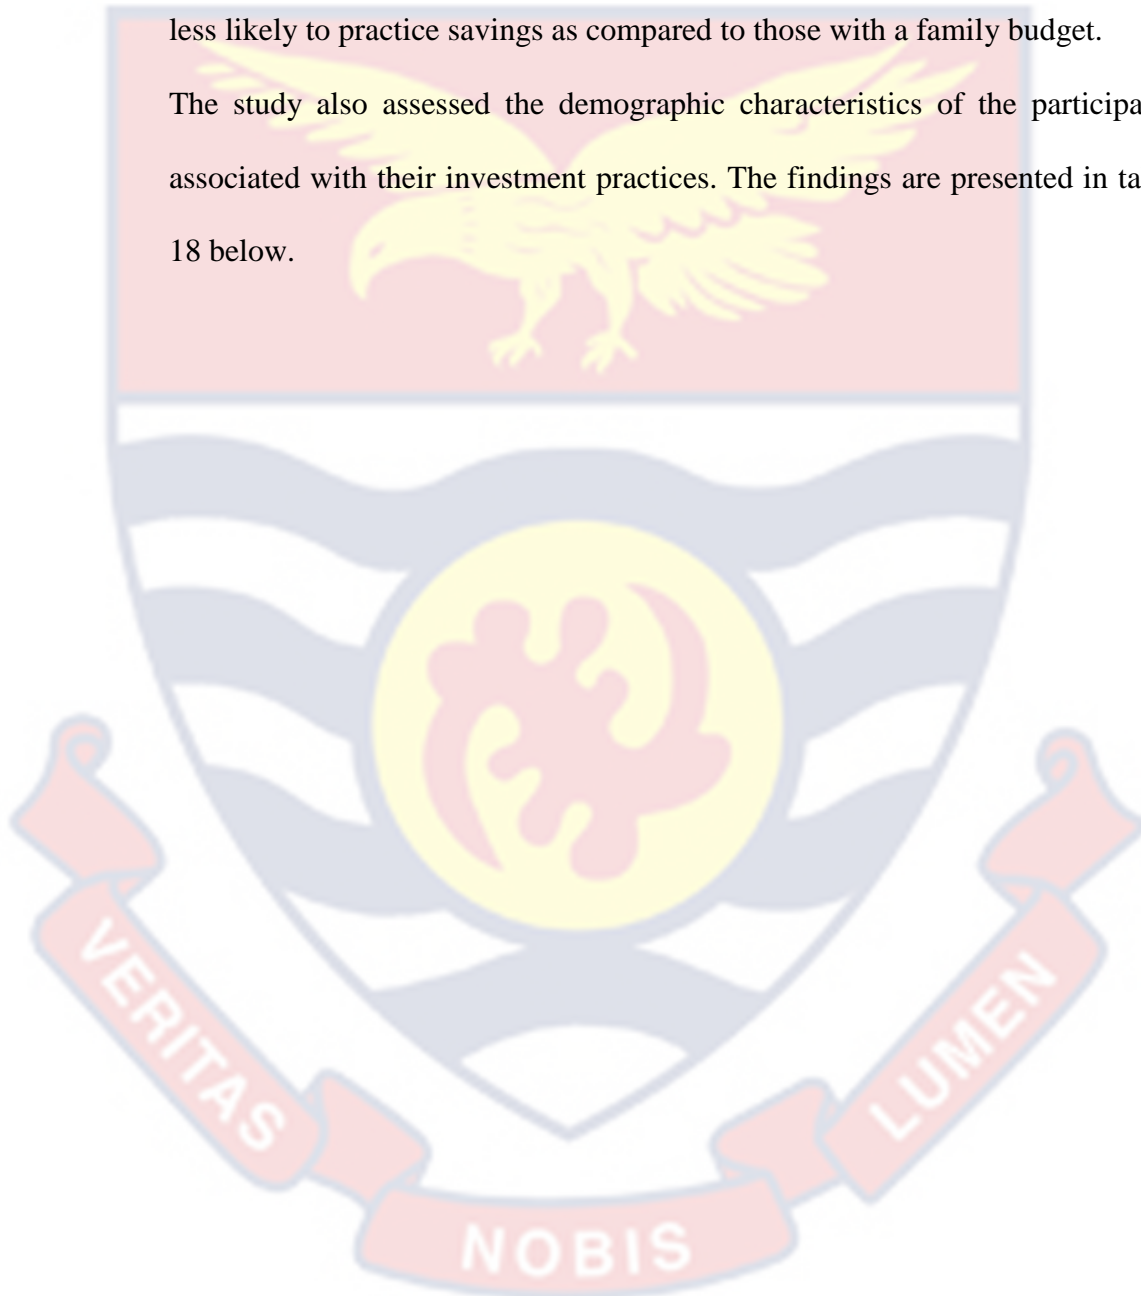 less likely to practice savings as compared to those with a family budget.
The study also assessed the demographic characteristics of the participa
associated with their investment practices. The findings are presented in ta
18 below.
VERITAS
NOBIS
LUMEN